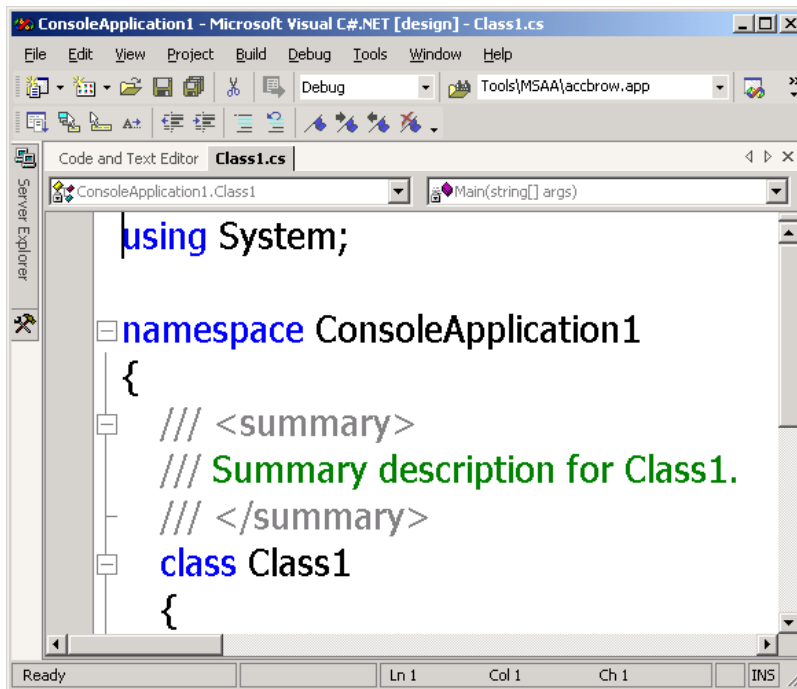 ConsoleApplication1 - Microsoft Visual C#.NET [design] - Class1.cs
File Edit View Project Build Debug Tools Window Help
Debug Tools\MSAA\accbrow.app
Code and Text Editor Class1.cs
Server Explorer
ConsoleApplication1.Class1 Main(string[] args)
using System;
namespace ConsoleApplication1
{
/// <summary>
/// Summary description for Class1.
/// </summary>
class Class1
{
Ready Ln 1 Col 1 Ch 1 INS